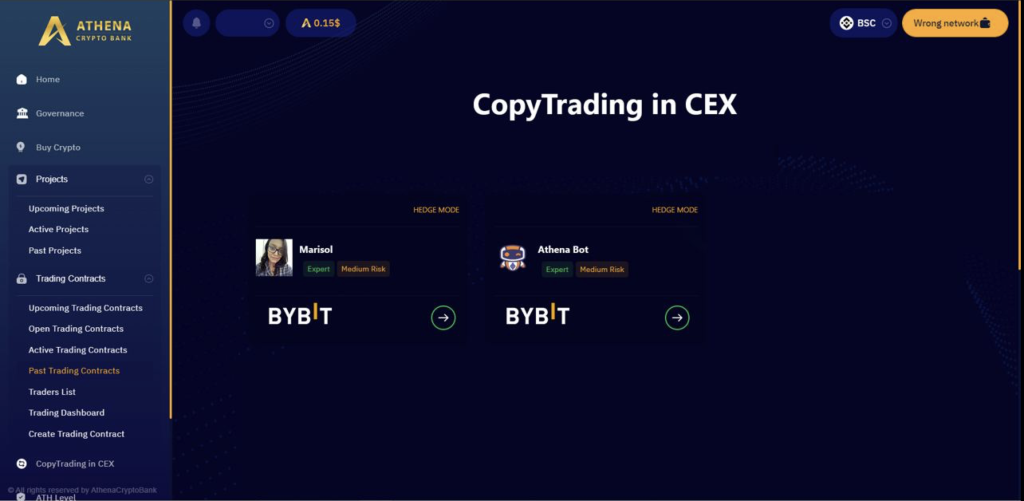 ATHENA
CRYPTO BANK
0.15$
BSC
Wrong network
Home
Governance
Buy Crypto
Projects
Upcoming Projects
Active Projects
Past Projects
Trading Contracts
Upcoming Trading Contracts
Open Trading Contracts
Active Trading Contracts
Past Trading Contracts
Traders List
Trading Dashboard
Create Trading Contract
CopyTrading in CEX
© All rights reserved by AthenaCryptoBank
ATH Level
CopyTrading in CEX
HEDGE MODE
Marisol
Expert Medium Risk
BYBIT
HEDGE MODE
Athena Bot
Expert Medium Risk
BYBIT